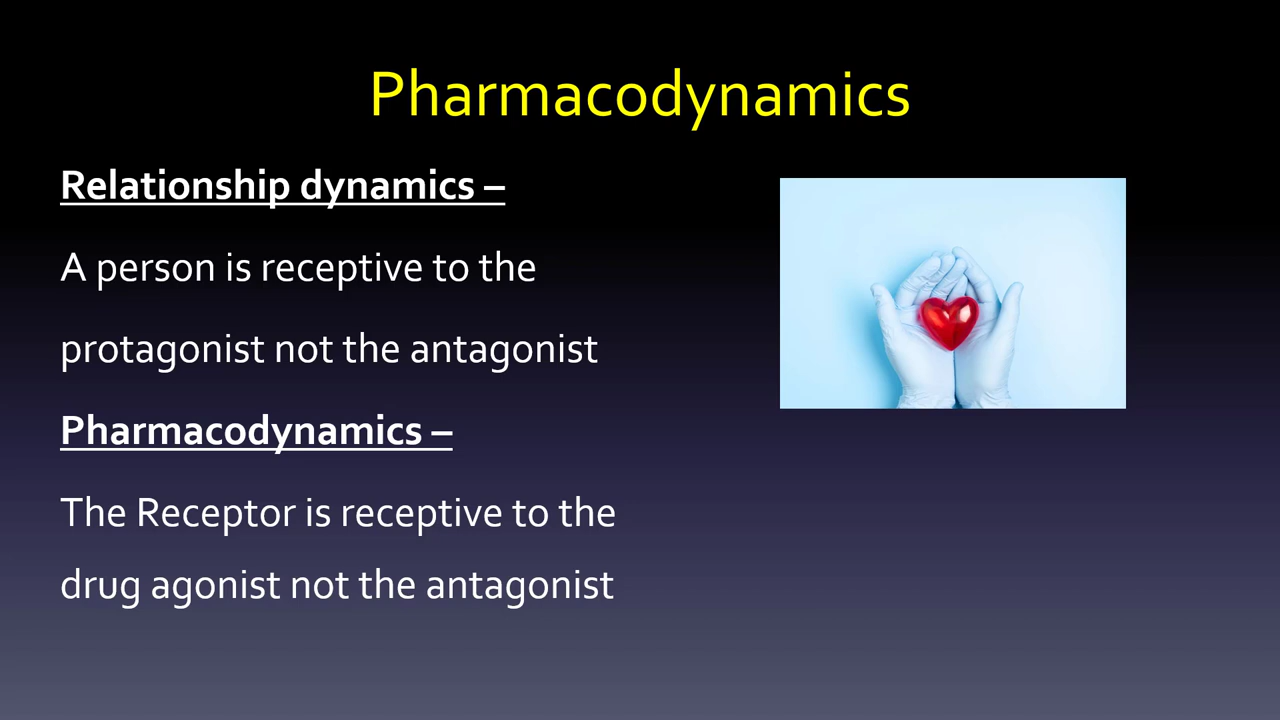 Pharmacodynamics
Relationship dynamics –
A person is receptive to the
protagonist not the antagonist
Pharmacodynamics –
The Receptor is receptive to the
drug agonist not the antagonist